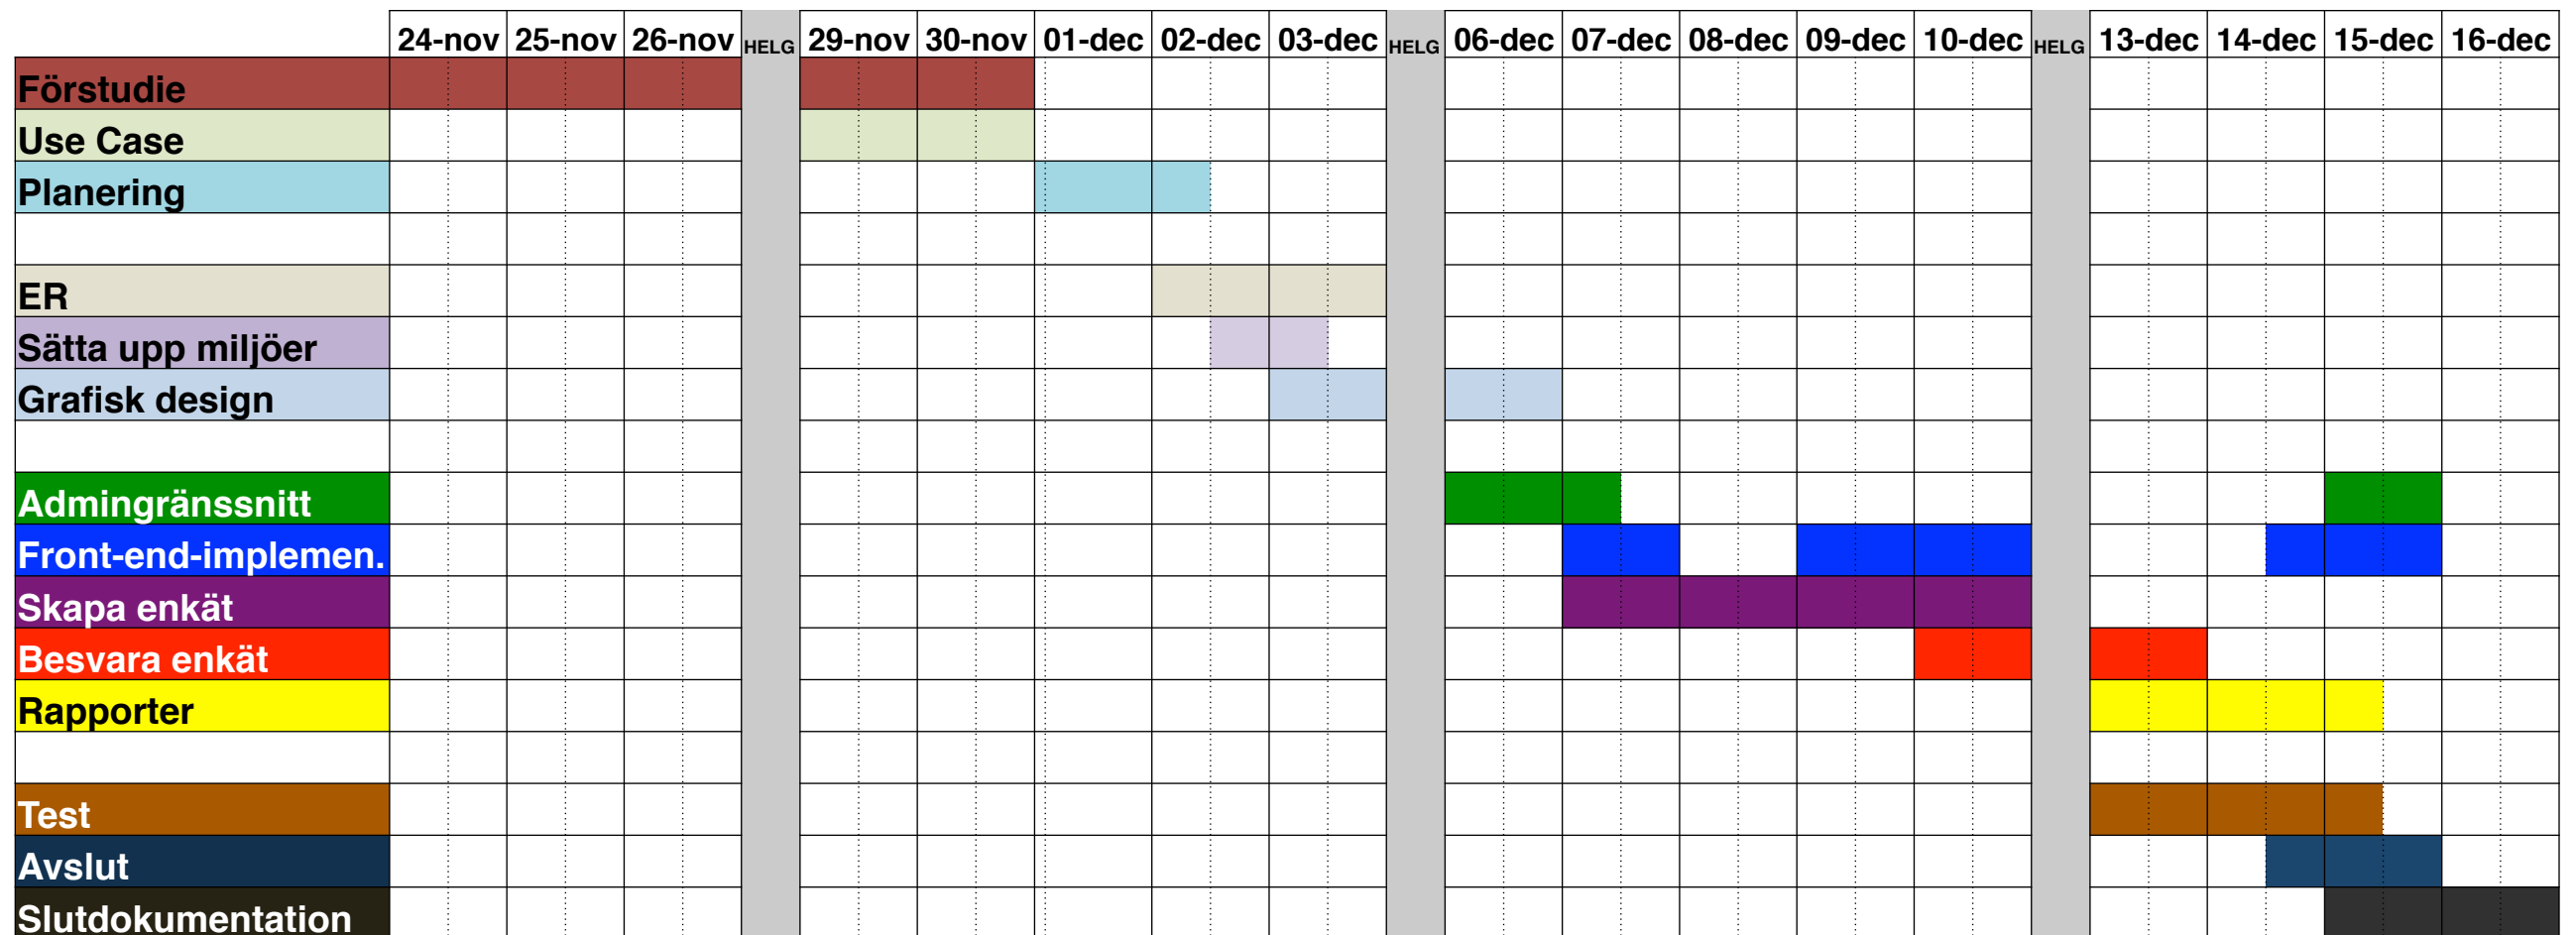 24-nov 25-nov 26-nov HELG 29-nov 30-nov 01-dec 02-dec 03-dec HELG 06-dec 07-dec 08-dec 09-dec 10-dec HELG 13-dec 14-dec 15-dec 16-dec
Förstudie
Use Case
Planering
ER
Sätta upp miljöer
Grafisk design
Admingränssnitt
Front-end-implemen.
Skapa enkät
Besvara enkät
Rapporter
Test
Avslut
Slutdokumentation